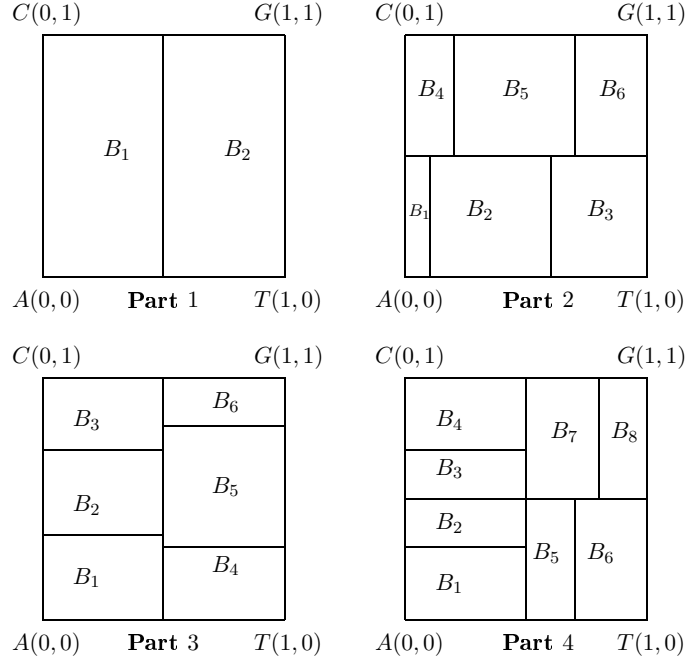 C(0,1) G(1,1) C(0,1) G(1,1)
B₄ B₅ B₆
B₁ B₂
B₁ B₂ B₃
A(0,0) Part 1 T(1,0) A(0,0) Part 2 T(1,0)
C(0,1) G(1,1) C(0,1) G(1,1)
B₆
B₃ B₄ B₇ B₈
B₃
B₅
B₂ B₂
B₅ B₆
B₄
B₁ B₁
A(0,0) Part 3 T(1,0) A(0,0) Part 4 T(1,0)